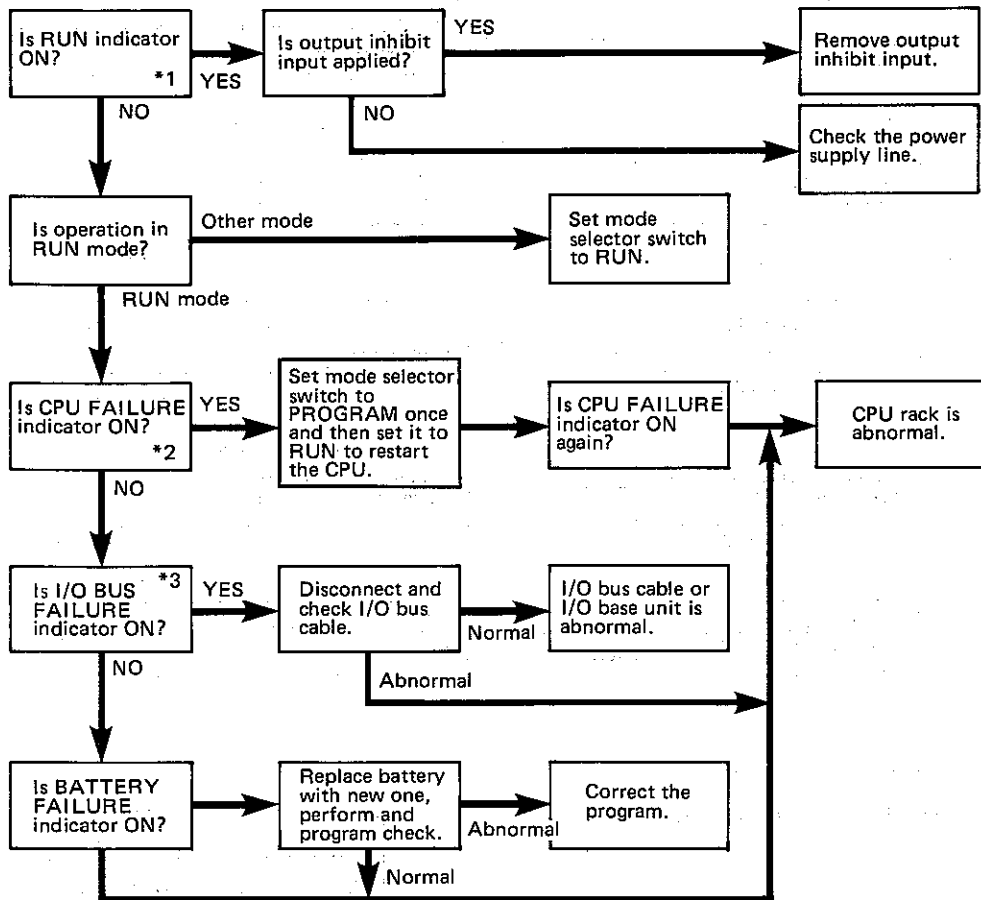 Is RUN indicator
ON?
*1
YES
NO
Is output inhibit
input applied?
YES
NO
Remove output
inhibit input.
Check the power
supply line.
Is operation in
RUN mode?
Other mode
RUN mode
Set mode
selector switch
to RUN.
Is CPU FAILURE
indicator ON?
*2
YES
NO
Set mode selector
switch to
PROGRAM once
and then set it to
RUN to restart
the CPU.
Is CPU FAILURE
indicator ON
again?
CPU rack is
abnormal.
Is I/O BUS
*3
FAILURE
indicator ON?
YES
NO
Disconnect and
check I/O bus
cable.
Normal
Abnormal
I/O bus cable or
I/O base unit is
abnormal.
Is BATTERY
FAILURE
indicator ON?
Replace battery
with new one,
perform and
program check.
Abnormal
Normal
Correct the
program.